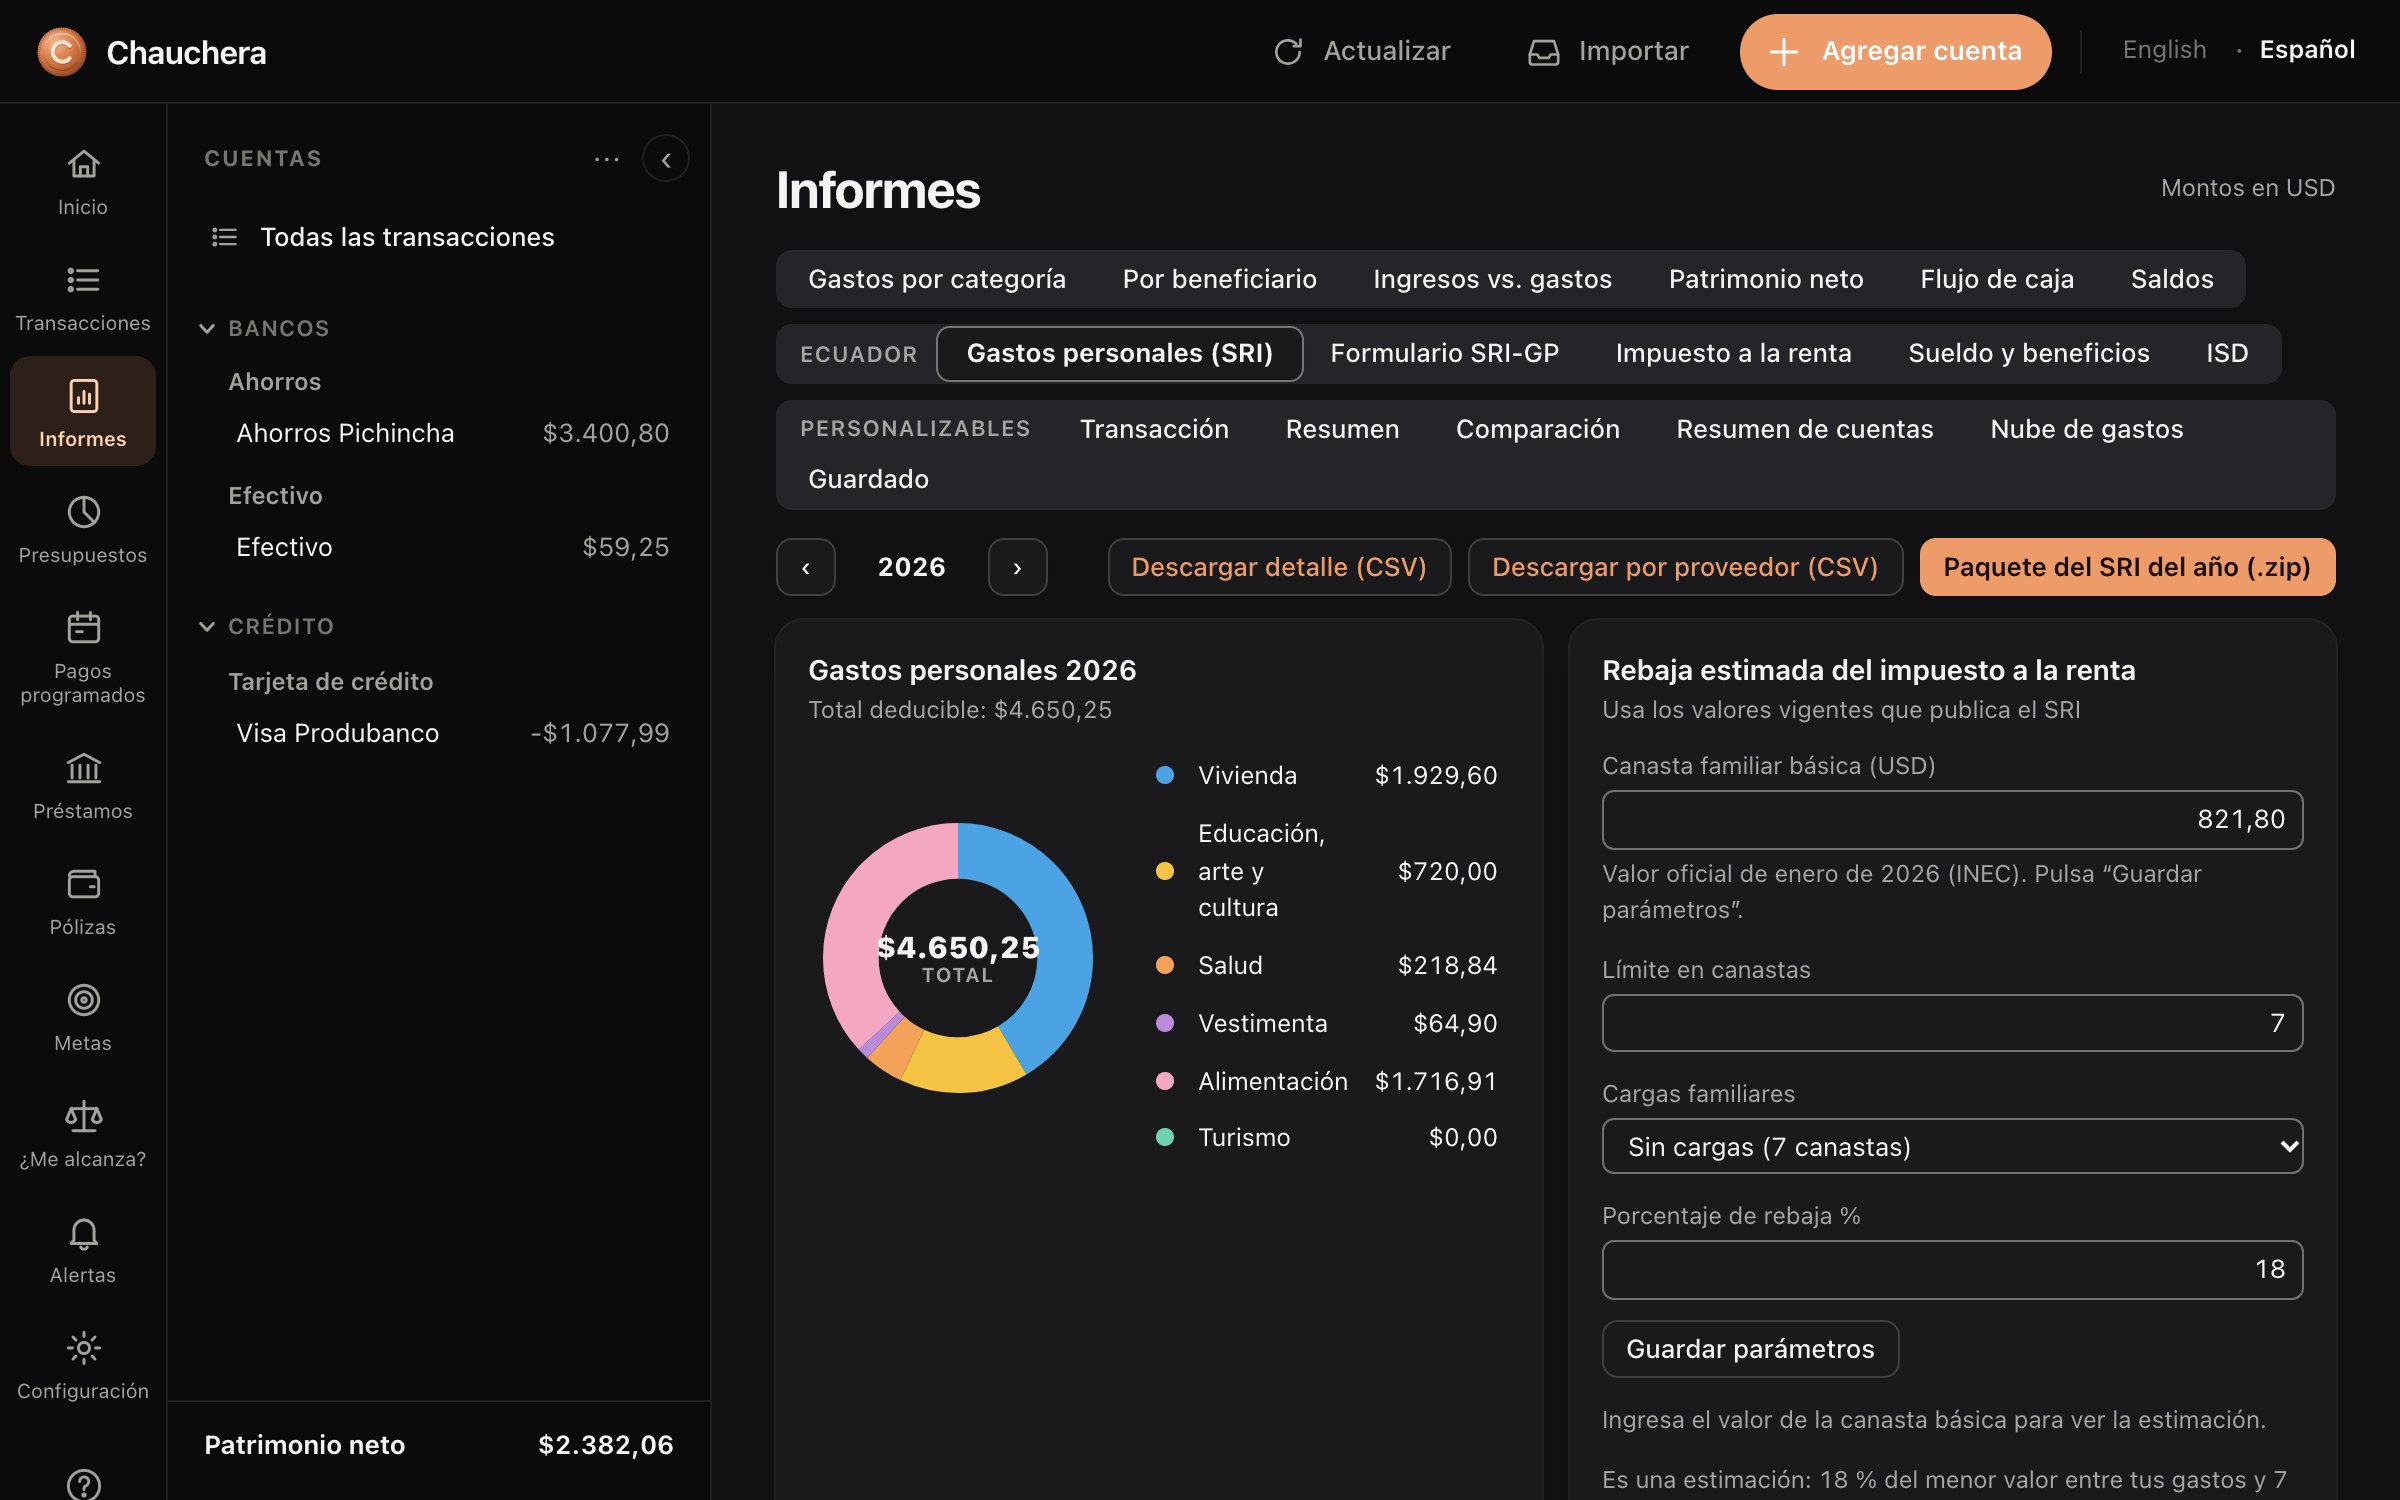 Chauchera
Actualizar
Importar
Agregar cuenta
English · Español
Inicio
Transacciones
Informes
Presupuestos
Pagos
programados
Préstamos
Pólizas
Metas
¿Me alcanza?
Alertas
Configuración
CUENTAS
Todas las transacciones
BANCOS
Ahorros
Ahorros Pichincha $3.400,80
Efectivo
Efectivo $59,25
CRÉDITO
Tarjeta de crédito
Visa Produbanco -$1.077,99
Patrimonio neto $2.382,06
Informes
Montos en USD
Gastos por categoría Por beneficiario Ingresos vs. gastos Patrimonio neto Flujo de caja Saldos
ECUADOR Gastos personales (SRI) Formulario SRI-GP Impuesto a la renta Sueldo y beneficios ISD
PERSONALIZABLES Transacción Resumen Comparación Resumen de cuentas Nube de gastos
Guardado
‹ 2026 ›
Descargar detalle (CSV)
Descargar por proveedor (CSV)
Paquete del SRI del año (.zip)
Gastos personales 2026
Total deducible: $4.650,25
$4.650,25
TOTAL
Vivienda $1.929,60
Educación,
arte y $720,00
cultura
Salud $218,84
Vestimenta $64,90
Alimentación $1.716,91
Turismo $0,00
Rebaja estimada del impuesto a la renta
Usa los valores vigentes que publica el SRI
Canasta familiar básica (USD)
821,80
Valor oficial de enero de 2026 (INEC). Pulsa “Guardar
parámetros”.
Límite en canastas
7
Cargas familiares
Sin cargas (7 canastas)
Porcentaje de rebaja %
18
Guardar parámetros
Ingresa el valor de la canasta básica para ver la estimación.
Es una estimación: 18 % del menor valor entre tus gastos y 7